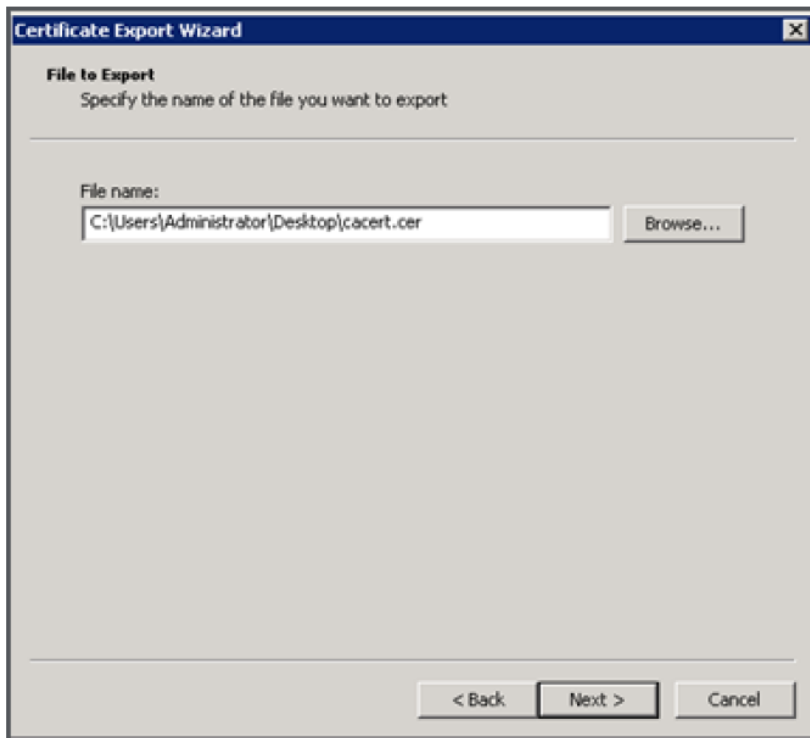 Certificate Export Wizard
File to Export
Specify the name of the file you want to export
File name:
C:\Users\Administrator\Desktop\cacert.cer
Browse...
< Back
Next >
Cancel